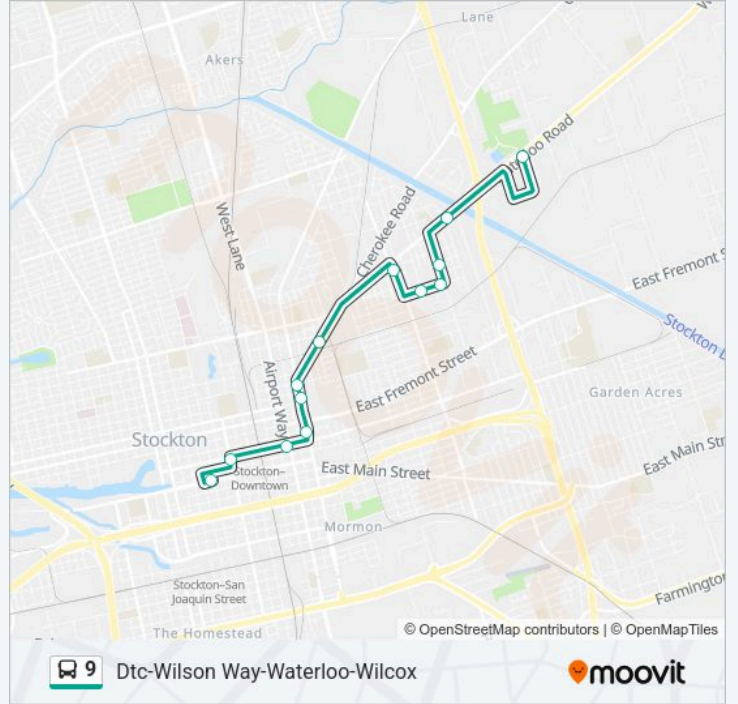 Lane
Akers
Waterloo Road
Cherokee Road
West Lane
East Fremont S
Stockton D
Airport Way
East Fremont Street
Garden Acres
Stockton
East Main Str
Stockton–
Downtown
East Main Street
Mormon
Stockton–San
Joaquin Street
Farmington
The Homestead
© OpenStreetMap contributors | © OpenMapTiles
9 Dtc-Wilson Way-Waterloo-Wilcox
moovit